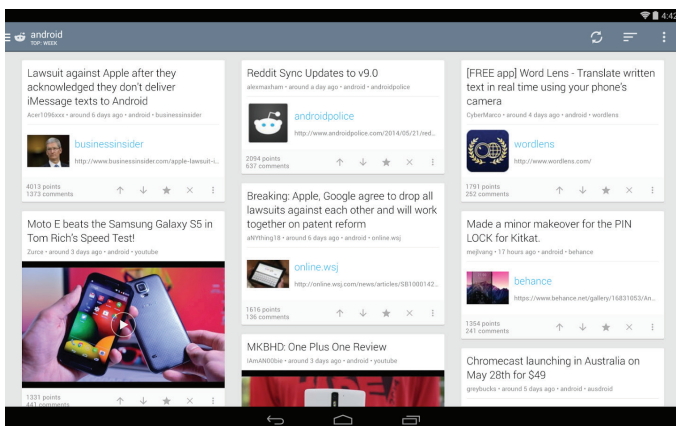 4:42
android
TOP: WEEK
Lawsuit against Apple after they
acknowledged they don't deliver
iMessage texts to Android
Acer1096xxx • around 6 days ago • android • businessinsider
businessinsider
http://www.businessinsider.com/apple-lawsuit-i...
4013 points
1373 comments
Moto E beats the Samsung Galaxy S5 in
Tom Rich's Speed Test!
Zurce • around 3 days ago • android • youtube
1331 points
441 comments
Reddit Sync Updates to v9.0
alexmaxham • around a day ago • android • androidpolice
androidpolice
http://www.androidpolice.com/2014/05/21/red...
2094 points
637 comments
Breaking: Apple, Google agree to drop all
lawsuits against each other and will work
together on patent reform
aNYthing18 • around 6 days ago • android • online.wsj
online.wsj
http://online.wsj.com/news/articles/SB1000142...
1616 points
136 comments
MKBHD: One Plus One Review
IAmAN00bie • around 3 days ago • android • youtube
[FREE app] Word Lens - Translate written
text in real time using your phone's
camera
CyberMarco • around 4 days ago • android • wordlens
wordlens
http://www.wordlens.com/
1791 points
252 comments
Made a minor makeover for the PIN
LOCK for Kitkat.
mejlvang • 17 hours ago • android • behance
behance
https://www.behance.net/gallery/16831053/An...
1354 points
241 comments
Chromecast launching in Australia on
May 28th for $49
greybucks • around 5 days ago • android • ausdroid